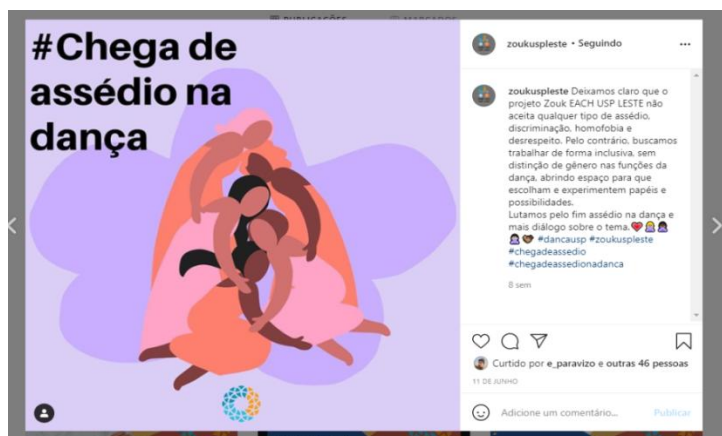 PUBLICAÇÕES
MARCADOS
#Chega de
assédio na
dança
zoukuspleste • Seguindo
zoukuspleste Deixamos claro que o
projeto Zouk EACH USP LESTE não
aceita qualquer tipo de assédio,
discriminação, homofobia e
desrespeito. Pelo contrário, buscamos
trabalhar de forma inclusiva, sem
distinção de gênero nas funções da
dança, abrindo espaço para que
escolham e experimentem papéis e
possibilidades.
Lutamos pelo fim assédio na dança e
mais diálogo sobre o tema.
#dancausp #zoukuspleste
#chegadeassedio
#chegadeassedionadanca
8 sem
Curtido por e_paravizo e outras 46 pessoas
11 DE JUNHO
Adicione um comentário... Publicar